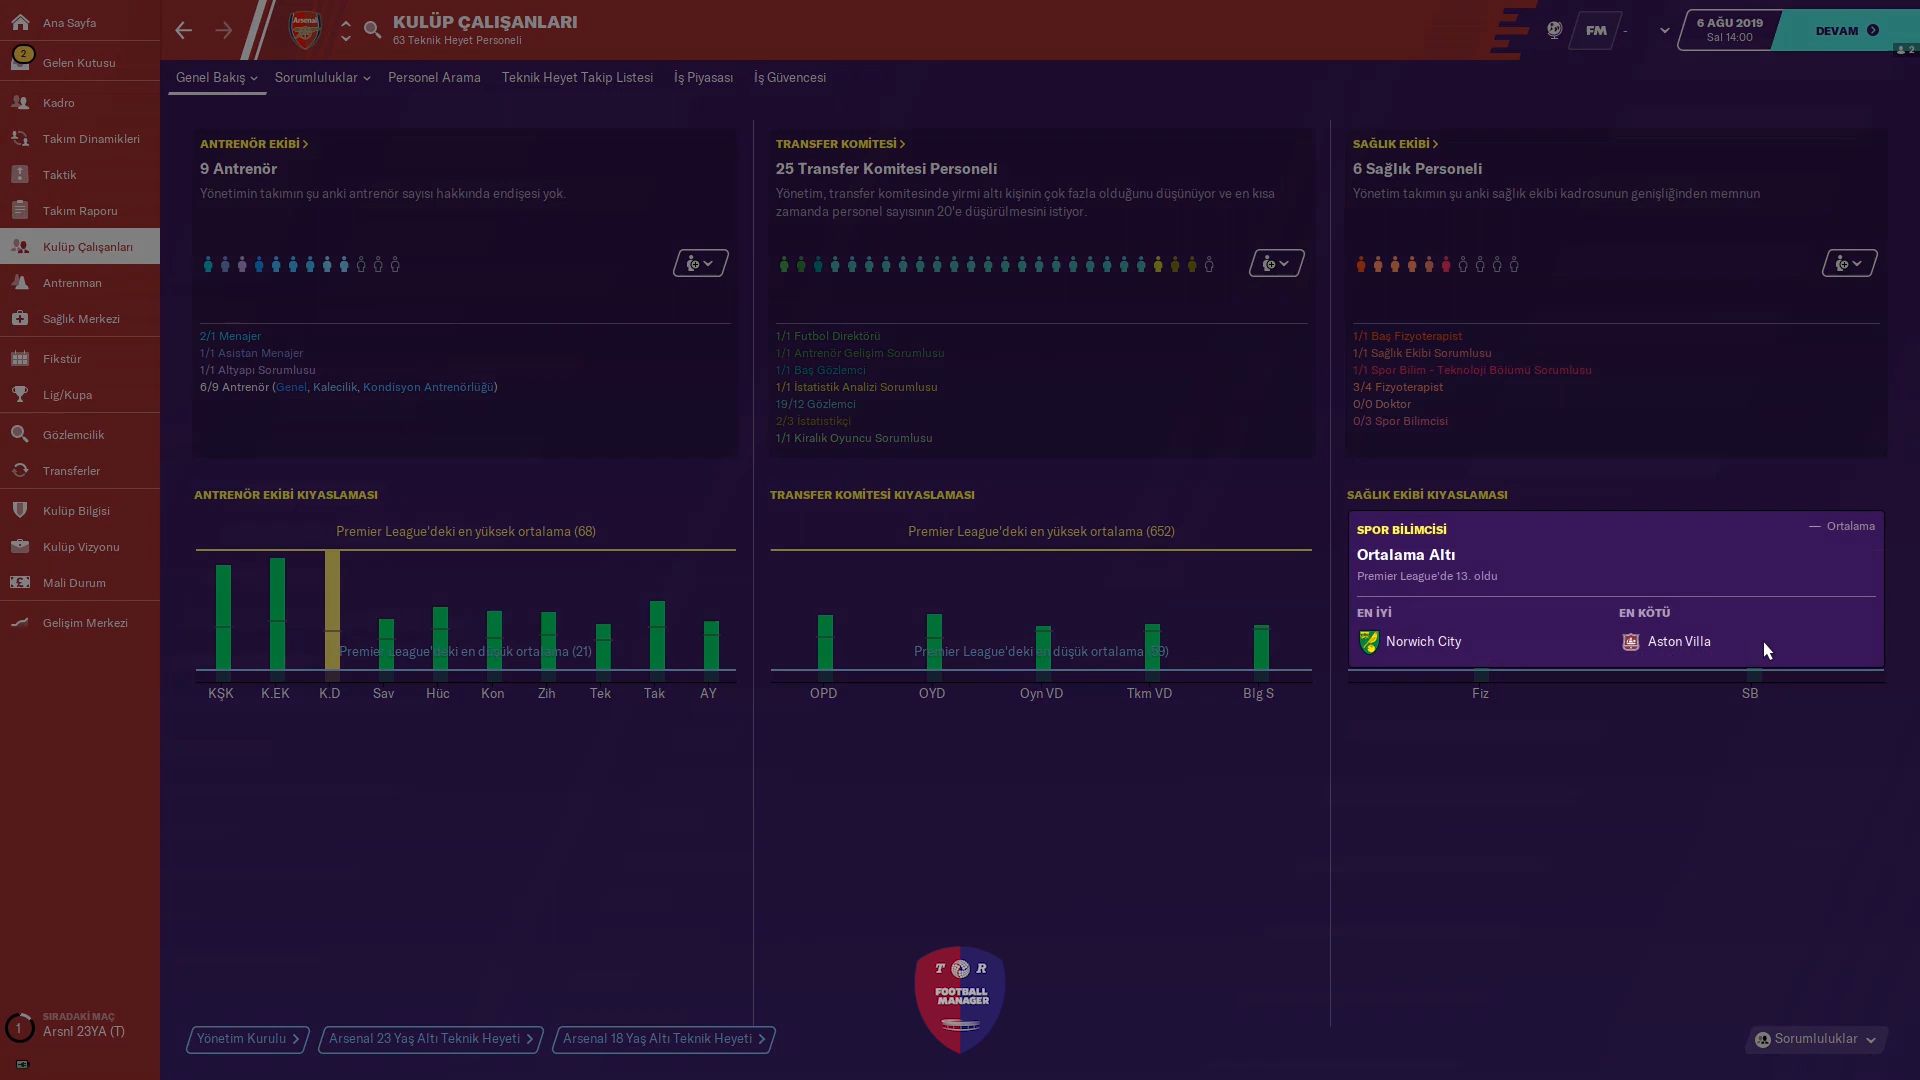 Ana Sayfa
2
Gelen Kutusu
Kadro
Takım Dinamikleri
Taktik
Takım Raporu
Kulüp Çalışanları
Antrenman
Sağlık Merkezi
Fikstür
Lig/Kupa
Gözlemcilik
Transferler
Kulüp Bilgisi
Kulüp Vizyonu
Mali Durum
Gelişim Merkezi
1
SIRADAKİ MAÇ
Arsnl 23YA (T)
Arsenal
KULÜP ÇALIŞANLARI
63 Teknik Heyet Personeli
FM
-
6 AĞU 2019
Sal 14:00
DEVAM
2
Genel Bakış
Sorumluluklar
Personel Arama
Teknik Heyet Takip Listesi
İş Piyasası
İş Güvencesi
ANTRENÖR EKİBİ
9 Antrenör
Yönetimin takımın şu anki antrenör sayısı hakkında endişesi yok.
2/1 Menajer
1/1 Asistan Menajer
1/1 Altyapı Sorumlusu
6/9 Antrenör (Genel, Kalecilik, Kondisyon Antrenörlüğü)
TRANSFER KOMİTESİ
25 Transfer Komitesi Personeli
Yönetim, transfer komitesinde yirmi altı kişinin çok fazla olduğunu düşünüyor ve en kısa
zamanda personel sayısının 20'e düşürülmesini istiyor.
1/1 Futbol Direktörü
1/1 Antrenör Gelişim Sorumlusu
1/1 Baş Gözlemci
1/1 İstatistik Analizi Sorumlusu
19/12 Gözlemci
2/3 İstatistikçi
1/1 Kiralık Oyuncu Sorumlusu
SAĞLIK EKİBİ
6 Sağlık Personeli
Yönetim takımın şu anki sağlık ekibi kadrosunun genişliğinden memnun
1/1 Baş Fizyoterapist
1/1 Sağlık Ekibi Sorumlusu
1/1 Spor Bilim - Teknoloji Bölümü Sorumlusu
3/4 Fizyoterapist
0/0 Doktor
0/3 Spor Bilimcisi
ANTRENÖR EKİBİ KIYASLAMASI
Premier League'deki en yüksek ortalama (68)
Premier League'deki en düşük ortalama (21)
KŞK
K.EK
K.D
Sav
Hüc
Kon
Zih
Tek
Tak
AY
TRANSFER KOMİTESİ KIYASLAMASI
Premier League'deki en yüksek ortalama (652)
Premier League'deki en düşük ortalama (59)
OPD
OYD
Oyn VD
Tkm VD
Blg S
SAĞLIK EKİBİ KIYASLAMASI
SPOR BİLİMCİSİ
Ortalama
Ortalama Altı
Premier League'de 13. oldu
EN İYİ
EN KÖTÜ
Norwich City
Aston Villa
Fiz
SB
T R
FOOTBALL
MANAGER
Yönetim Kurulu
Arsenal 23 Yaş Altı Teknik Heyeti
Arsenal 18 Yaş Altı Teknik Heyeti
Sorumluluklar